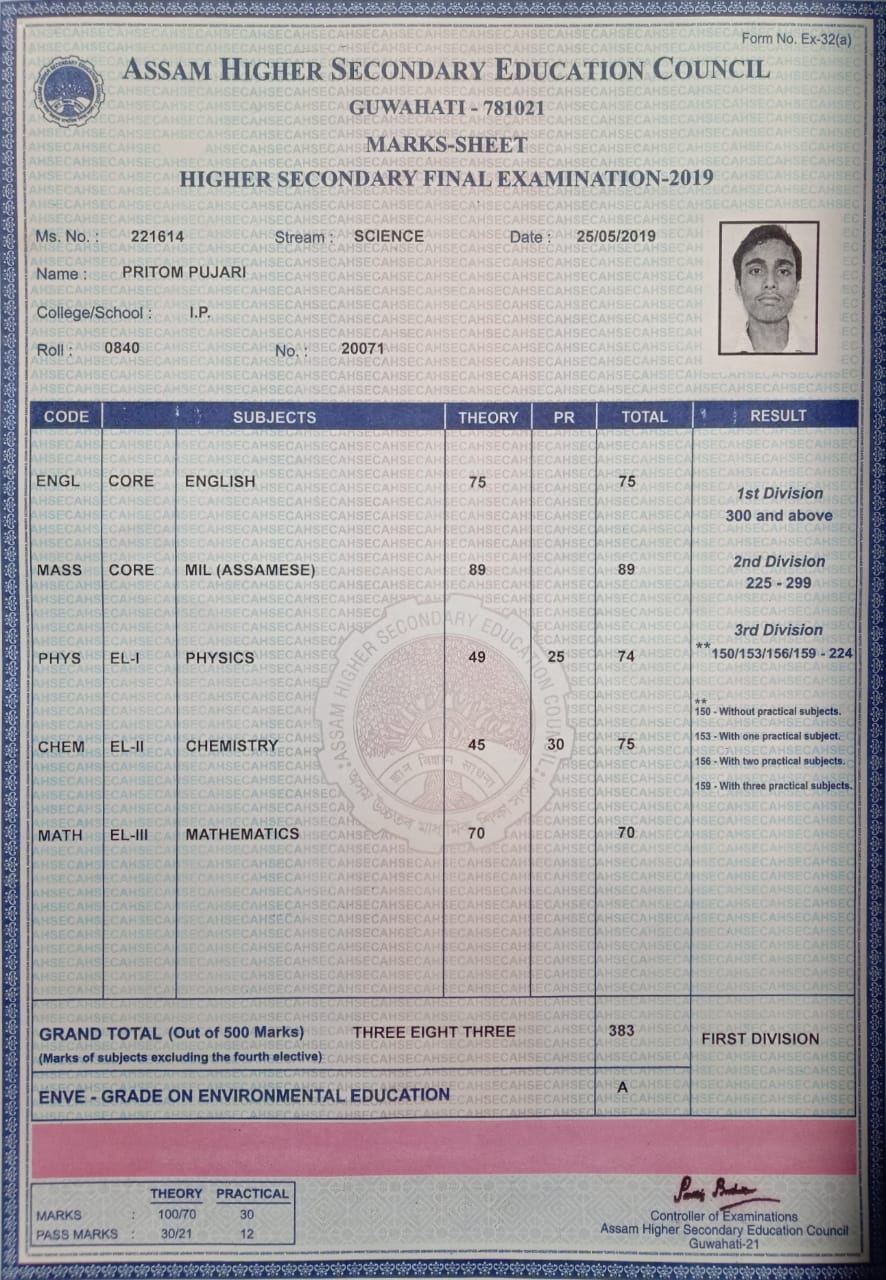 Form No. Ex-32(a)
ASSAM HIGHER SECONDARY EDUCATION COUNCIL
GUWAHATI - 781021
MARKS-SHEET
HIGHER SECONDARY FINAL EXAMINATION-2019
Ms. No. : 221614 Stream : SCIENCE Date : 25/05/2019
Name : PRITOM PUJARI
College/School : I.P.
Roll : 0840 No. : 20071
CODE SUBJECTS THEORY PR TOTAL RESULT
ENGL CORE ENGLISH 75 75
1st Division
300 and above
MASS CORE MIL (ASSAMESE) 89 89
2nd Division
225 - 299
3rd Division
PHYS EL-I PHYSICS 49 25 74 **150/153/156/159 - 224
**
150 - Without practical subjects.
153 - With one practical subject.
CHEM EL-II CHEMISTRY 45 30 75
156 - With two practical subjects.
159 - With three practical subjects.
MATH EL-III MATHEMATICS 70 70
ASSAM HIGHER SECONDARY EDUCATION COUNCIL
জ্ঞান বিজ্ঞান সাধনা
GRAND TOTAL (Out of 500 Marks) THREE EIGHT THREE 383 FIRST DIVISION
(Marks of subjects excluding the fourth elective)
ENVE - GRADE ON ENVIRONMENTAL EDUCATION A
THEORY PRACTICAL
MARKS : 100/70 30
PASS MARKS : 30/21 12
Controller of Examinations
Assam Higher Secondary Education Council
Guwahati-21